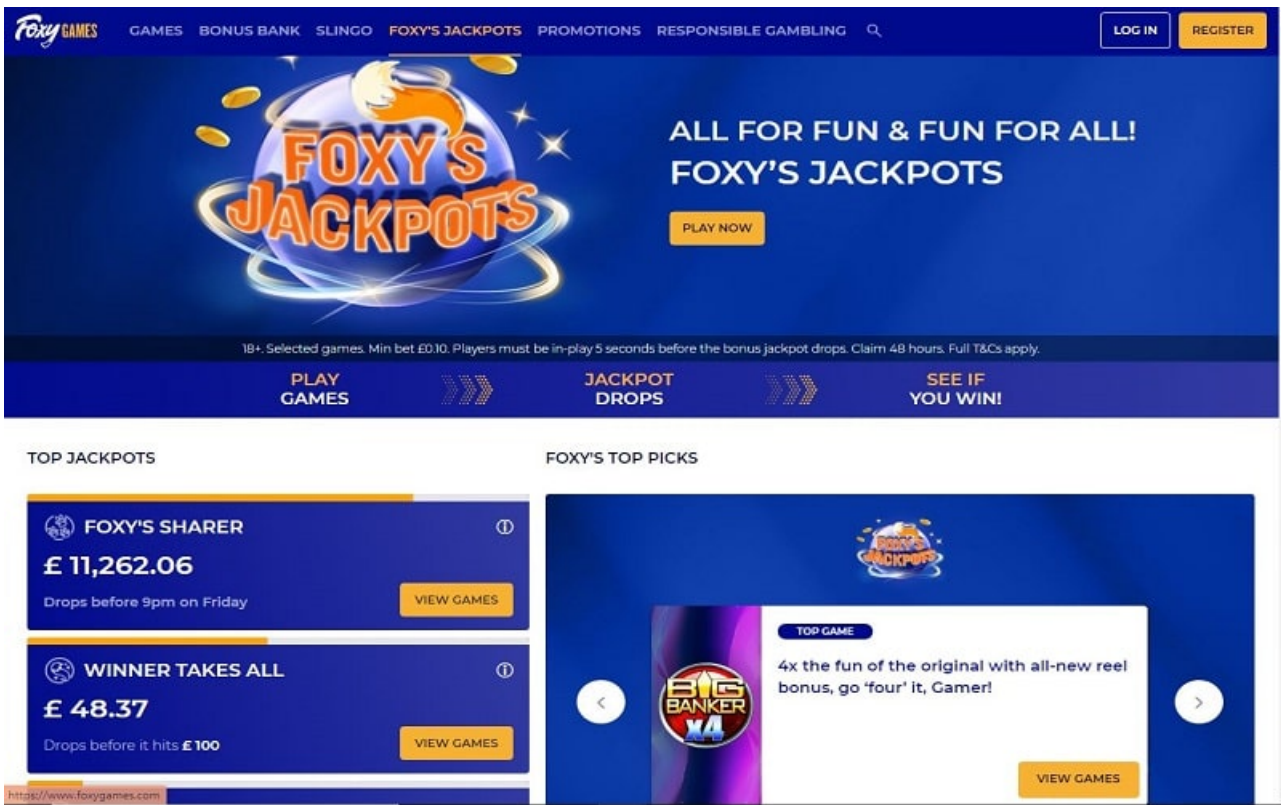 Foxy GAMES
GAMES BONUS BANK SLINGO FOXY'S JACKPOTS PROMOTIONS RESPONSIBLE GAMBLING
LOG IN
REGISTER
FOXY'S
JACKPOTS
ALL FOR FUN & FUN FOR ALL!
FOXY'S JACKPOTS
PLAY NOW
18+. Selected games. Min bet £0.10. Players must be in-play 5 seconds before the bonus jackpot drops. Claim 48 hours. Full T&Cs apply.
PLAY
GAMES
JACKPOT
DROPS
SEE IF
YOU WIN!
TOP JACKPOTS
FOXY'S SHARER
£ 11,262.06
Drops before 9pm on Friday
VIEW GAMES
WINNER TAKES ALL
£ 48.37
Drops before it hits £ 100
VIEW GAMES
FOXY'S TOP PICKS
FOXY'S
JACKPOTS
TOP GAME
4x the fun of the original with all-new reel
bonus, go 'four' it, Gamer!
BIG
BANKER
X4
VIEW GAMES
https://www.foxygames.com